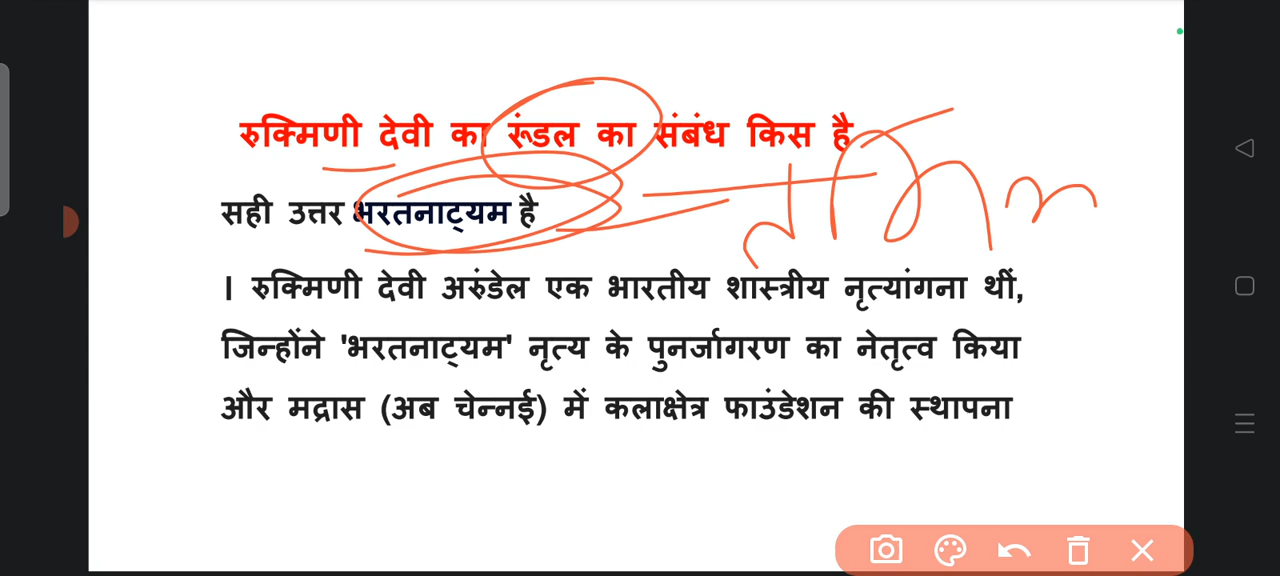 रुक्मिणी देवी का रूंडल का संबंध किस है
सही उत्तर भरतनाट्यम है
। रुक्मिणी देवी अरुंडेल एक भारतीय शास्त्रीय नृत्यांगना थीं,
जिन्होंने 'भरतनाट्यम' नृत्य के पुनर्जागरण का नेतृत्व किया
और मद्रास (अब चेन्नई) में कलाक्षेत्र फाउंडेशन की स्थापना